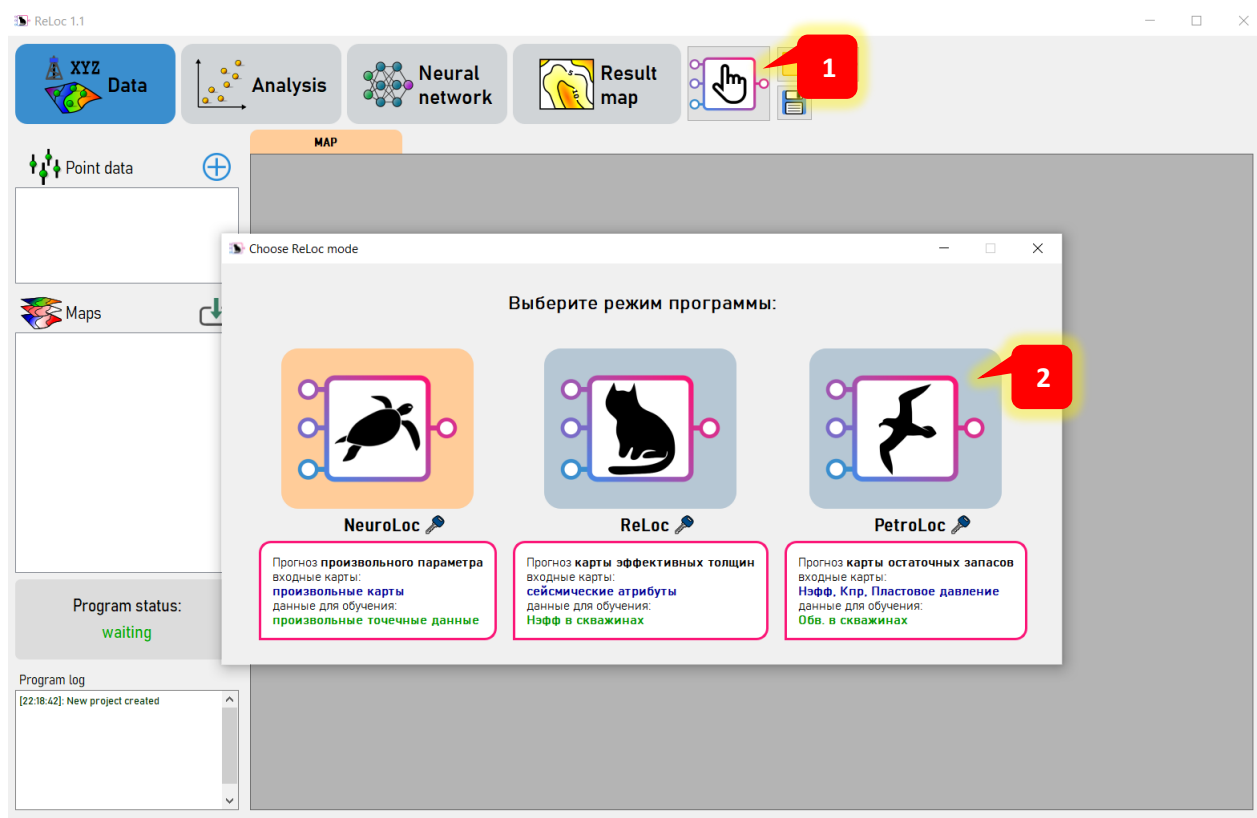 ReLoc 1.1
XYZ
Data
Analysis
Neural
network
5
10
Result
map
1
MAP
Point data
Choose ReLoc mode
Maps
Выберите режим программы:
2
NeuroLoc
ReLoc
PetroLoc
Прогноз произвольного параметра
входные карты:
произвольные карты
данные для обучения:
произвольные точечные данные
Прогноз карты эффективных толщин
входные карты:
сейсмические атрибуты
данные для обучения:
Нэфф в скважинах
Прогноз карты остаточных запасов
входные карты:
Нэфф, Кпр, Пластовое давление
данные для обучения:
Обв. в скважинах
Program status:
waiting
Program log
[22:18:42]: New project created